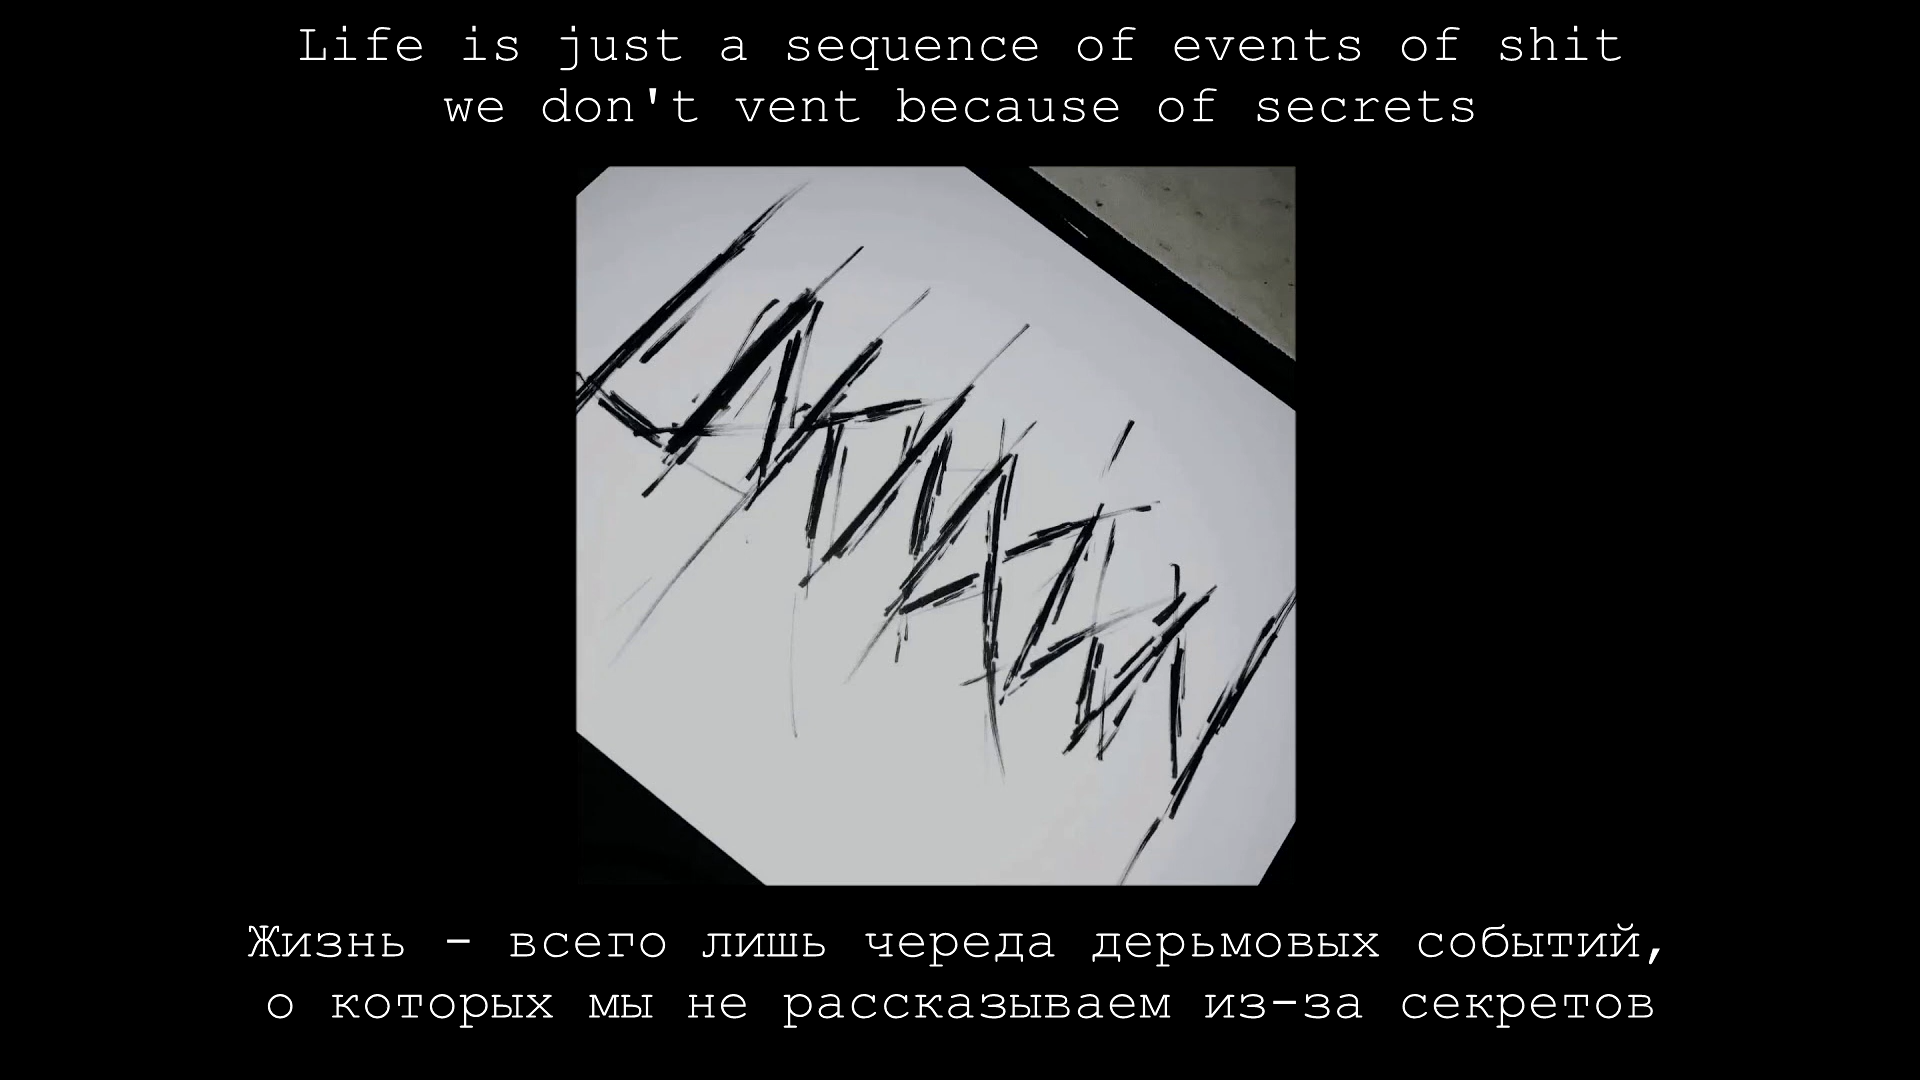 Life is just a sequence of events of shit
we don't vent because of secrets
Жизнь - всего лишь череда дерьмовых событий,
о которых мы не рассказываем из-за секретов